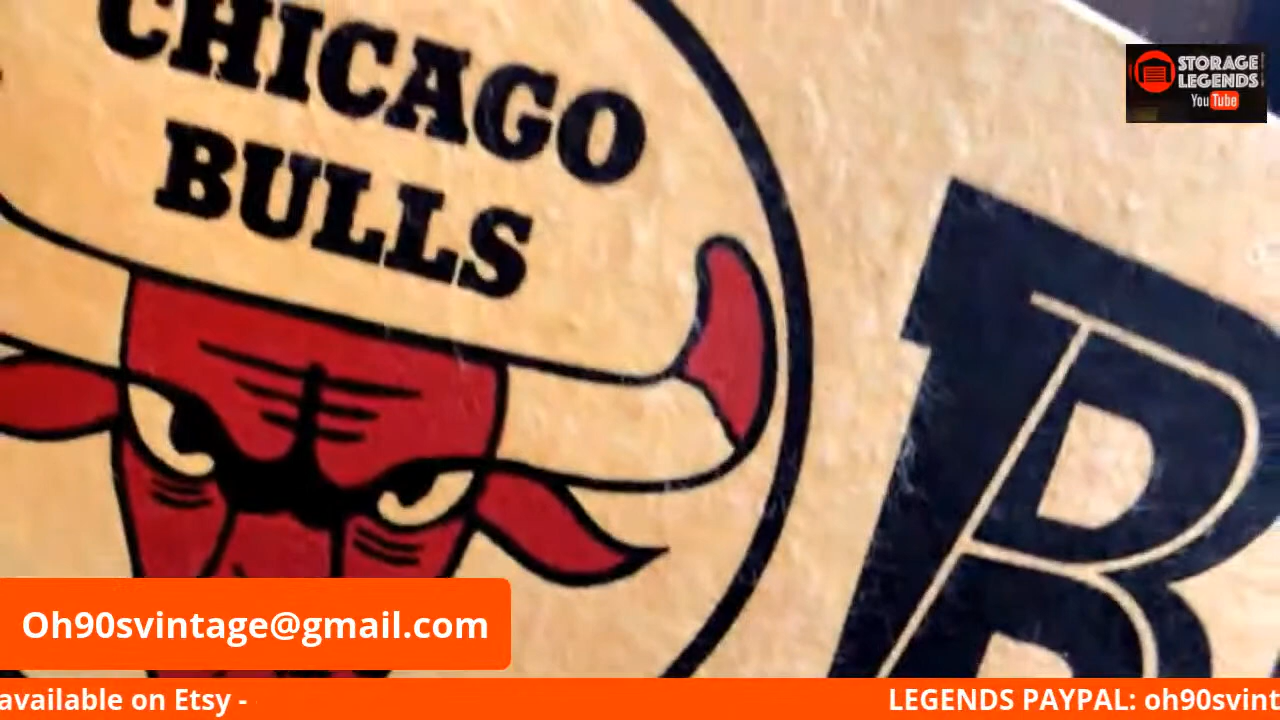 CHICAGO
BULLS
STORAGE
LEGENDS
YouTube
B
Oh90svintage@gmail.com
available on Etsy -
LEGENDS PAYPAL: oh90svint